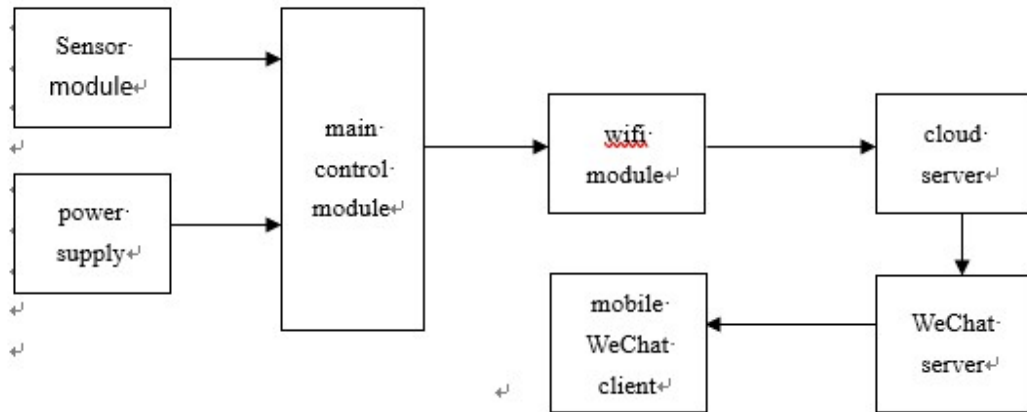 Sensor
module
power
supply
main
control
module
wifi
module
cloud
server
mobile
WeChat
client
WeChat
server